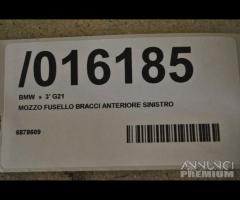 /016185
BMW » 3' G21
MOZZO FUSELLO BRACCI ANTERIORE SINISTRO
6878609
ANNUNCI
PREMIUM